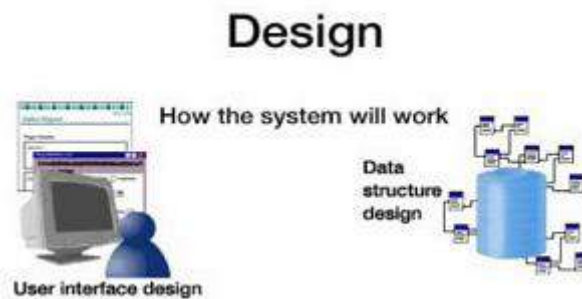 Design
How the system will work
Data
structure
design
User interface design